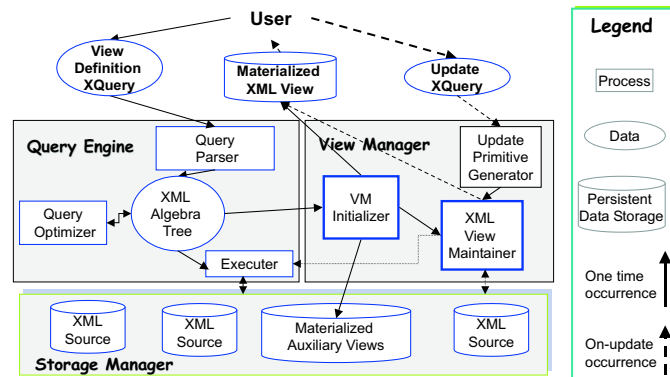 User
View
Definition
XQuery
Materialized
XML View
Update
XQuery
Query Engine
Query
Parser
View Manager
Update
Primitive
Generator
XML
Algebra
Tree
Query
Optimizer
VM
Initializer
XML
View
Maintainer
Executer
XML
Source
XML
Source
Materialized
Auxiliary Views
XML
Source
Storage Manager
Legend
Process
Data
Persistent
Data Storage
One time
occurrence
On-update
occurrence